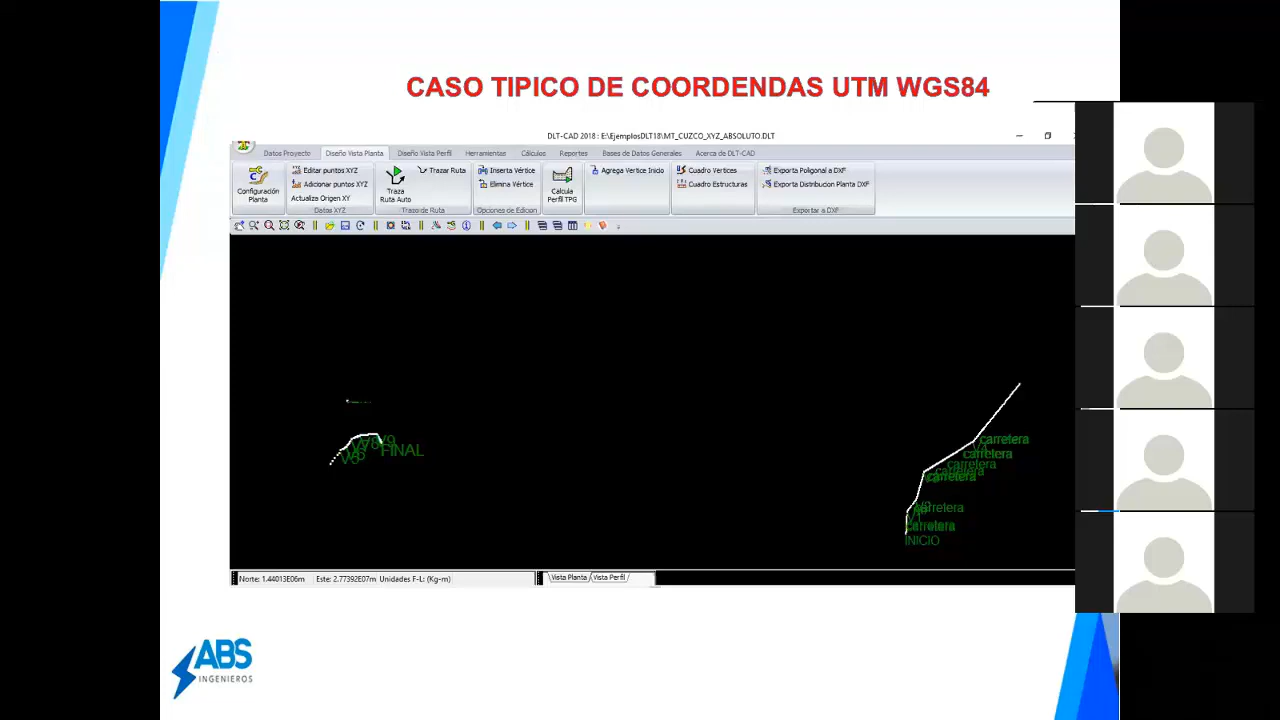 CASO TIPICO DE COORDENDAS UTM WGS84
DLT-CAD 2018 : E:\EjemplosDLT18\MT_CUZCO_XYZ_ABSOLUTO.DLT
Datos Proyecto Diseño Vista Planta Diseño Vista Perfil Herramientas Cálculos Reportes Bases de Datos Generales Acerca de DLT-CAD
Configuración Planta
Editar puntos XYZ
Adicionar puntos XYZ
Actualiza Origen XY
Datos XYZ
Traza Ruta Auto
Trazar Ruta
Trazo de Ruta
Inserta Vértice
Elimina Vértice
Opciones de Edicion
Calcula Perfil TPG
Agrega Vertice Inicio
Cuadro Vertices
Cuadro Estructuras
Exporta Poligonal a DXF
Exporta Distribucion Planta DXF
Exportar a DXF
FINAL
carretera
carretera
carretera
carretera
carretera
carretera
carretera
INICIO
Norte: 1.44013E06m Este: 2.77392E07m Unidades F-L: (Kg-m)
Vista Planta Vista Perfil
ABS
INGENIEROS